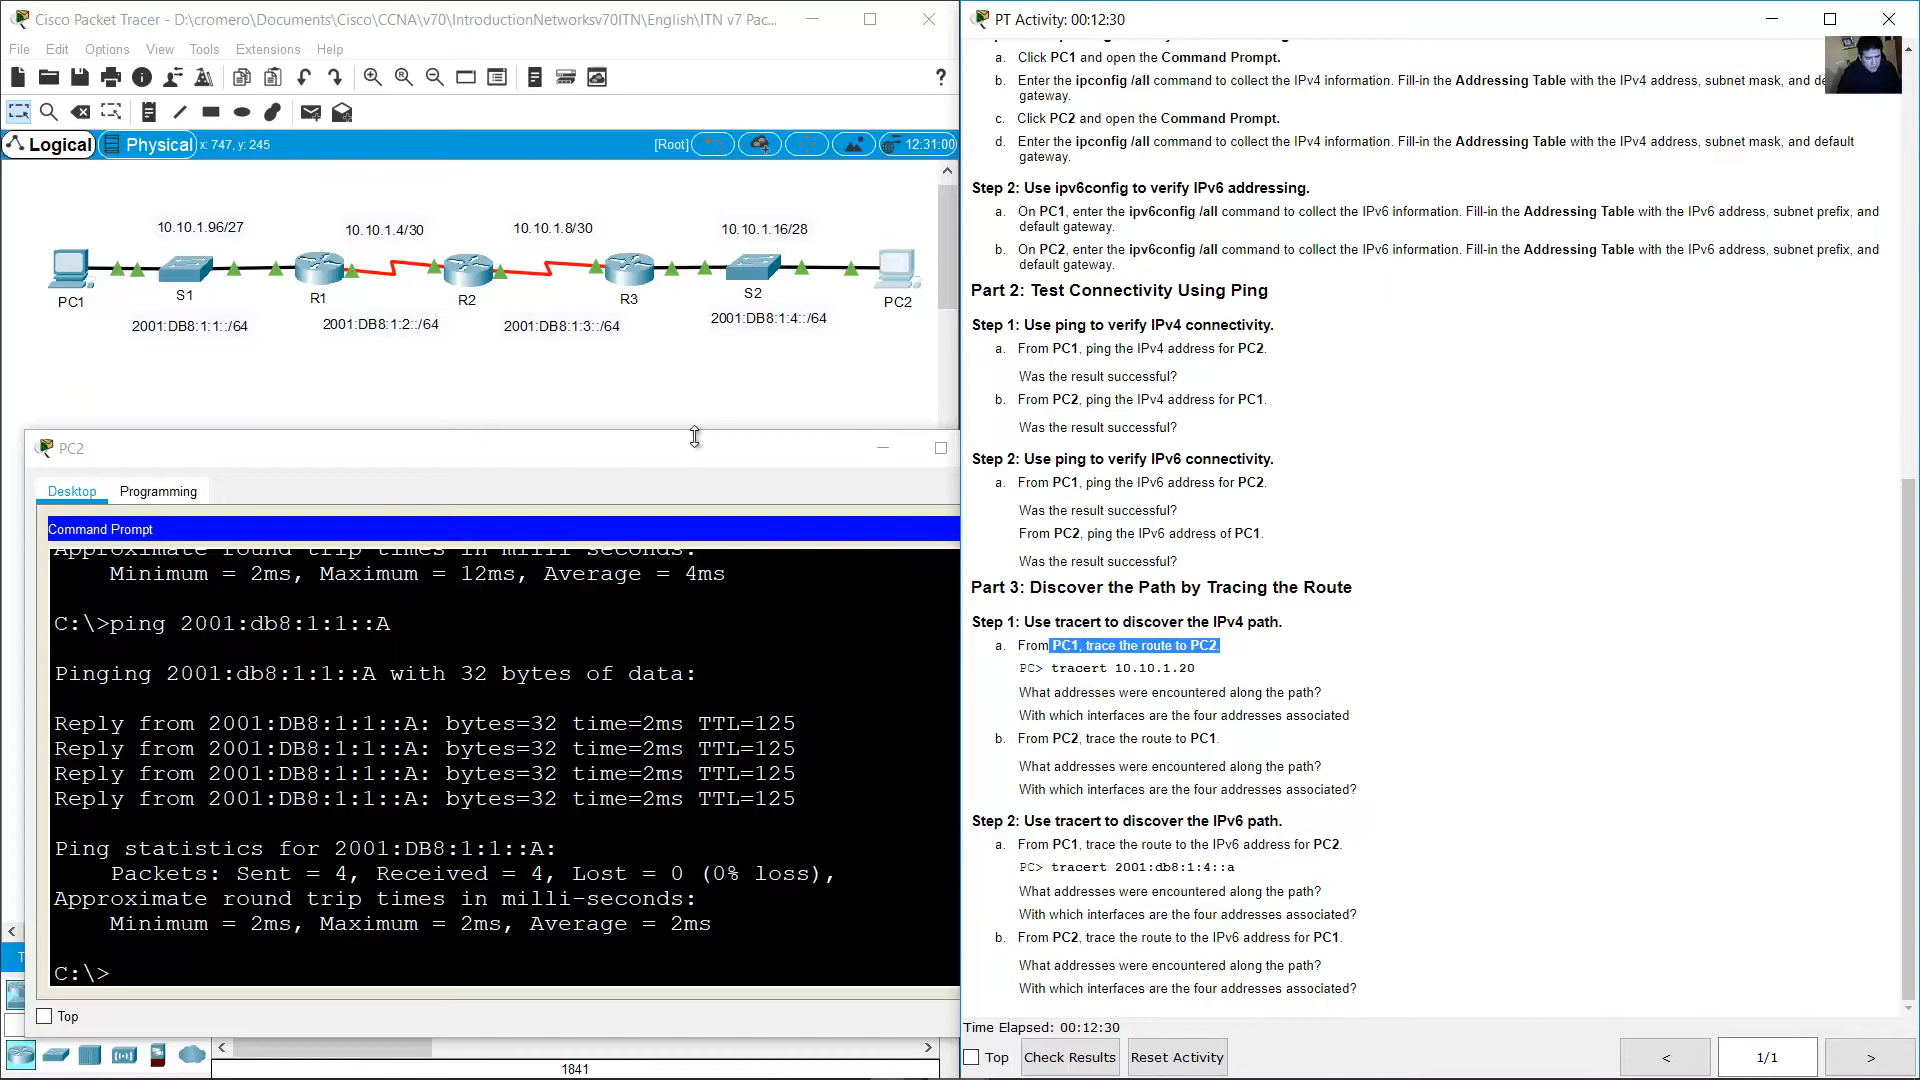 Cisco Packet Tracer - D:\cromero\Documents\Cisco\CCNA\v70\IntroductionNetworksv70ITN\English\ITN v7 Pac...
File Edit Options View Tools Extensions Help
?
Logical Physical x: 747, y: 245 [Root] 12:31:00
10.10.1.96/27 10.10.1.4/30 10.10.1.8/30 10.10.1.16/28
PC1 S1 R1 R2 R3 S2 PC2
2001:DB8:1:1::/64 2001:DB8:1:2::/64 2001:DB8:1:3::/64 2001:DB8:1:4::/64
PC2
Desktop Programming
Command Prompt
Approximate round trip times in milli-seconds:
Minimum = 2ms, Maximum = 12ms, Average = 4ms
C:\>ping 2001:db8:1:1::A
Pinging 2001:db8:1:1::A with 32 bytes of data:
Reply from 2001:DB8:1:1::A: bytes=32 time=2ms TTL=125
Reply from 2001:DB8:1:1::A: bytes=32 time=2ms TTL=125
Reply from 2001:DB8:1:1::A: bytes=32 time=2ms TTL=125
Reply from 2001:DB8:1:1::A: bytes=32 time=2ms TTL=125
Ping statistics for 2001:DB8:1:1::A:
Packets: Sent = 4, Received = 4, Lost = 0 (0% loss),
Approximate round trip times in milli-seconds:
Minimum = 2ms, Maximum = 2ms, Average = 2ms
C:\>
Top
T
1841
PT Activity: 00:12:30
a. Click PC1 and open the Command Prompt.
b. Enter the ipconfig /all command to collect the IPv4 information. Fill-in the Addressing Table with the IPv4 address, subnet mask, and de
gateway.
c. Click PC2 and open the Command Prompt.
d. Enter the ipconfig /all command to collect the IPv4 information. Fill-in the Addressing Table with the IPv4 address, subnet mask, and default
gateway.
Step 2: Use ipv6config to verify IPv6 addressing.
a. On PC1, enter the ipv6config /all command to collect the IPv6 information. Fill-in the Addressing Table with the IPv6 address, subnet prefix, and
default gateway.
b. On PC2, enter the ipv6config /all command to collect the IPv6 information. Fill-in the Addressing Table with the IPv6 address, subnet prefix, and
default gateway.
Part 2: Test Connectivity Using Ping
Step 1: Use ping to verify IPv4 connectivity.
a. From PC1, ping the IPv4 address for PC2.
Was the result successful?
b. From PC2, ping the IPv4 address for PC1.
Was the result successful?
Step 2: Use ping to verify IPv6 connectivity.
a. From PC1, ping the IPv6 address for PC2.
Was the result successful?
From PC2, ping the IPv6 address of PC1.
Was the result successful?
Part 3: Discover the Path by Tracing the Route
Step 1: Use tracert to discover the IPv4 path.
a. From PC1, trace the route to PC2.
PC> tracert 10.10.1.20
What addresses were encountered along the path?
With which interfaces are the four addresses associated
b. From PC2, trace the route to PC1.
What addresses were encountered along the path?
With which interfaces are the four addresses associated?
Step 2: Use tracert to discover the IPv6 path.
a. From PC1, trace the route to the IPv6 address for PC2.
PC> tracert 2001:db8:1:4::a
What addresses were encountered along the path?
With which interfaces are the four addresses associated?
b. From PC2, trace the route to the IPv6 address for PC1.
What addresses were encountered along the path?
With which interfaces are the four addresses associated?
Time Elapsed: 00:12:30
Top Check Results Reset Activity < 1/1 >